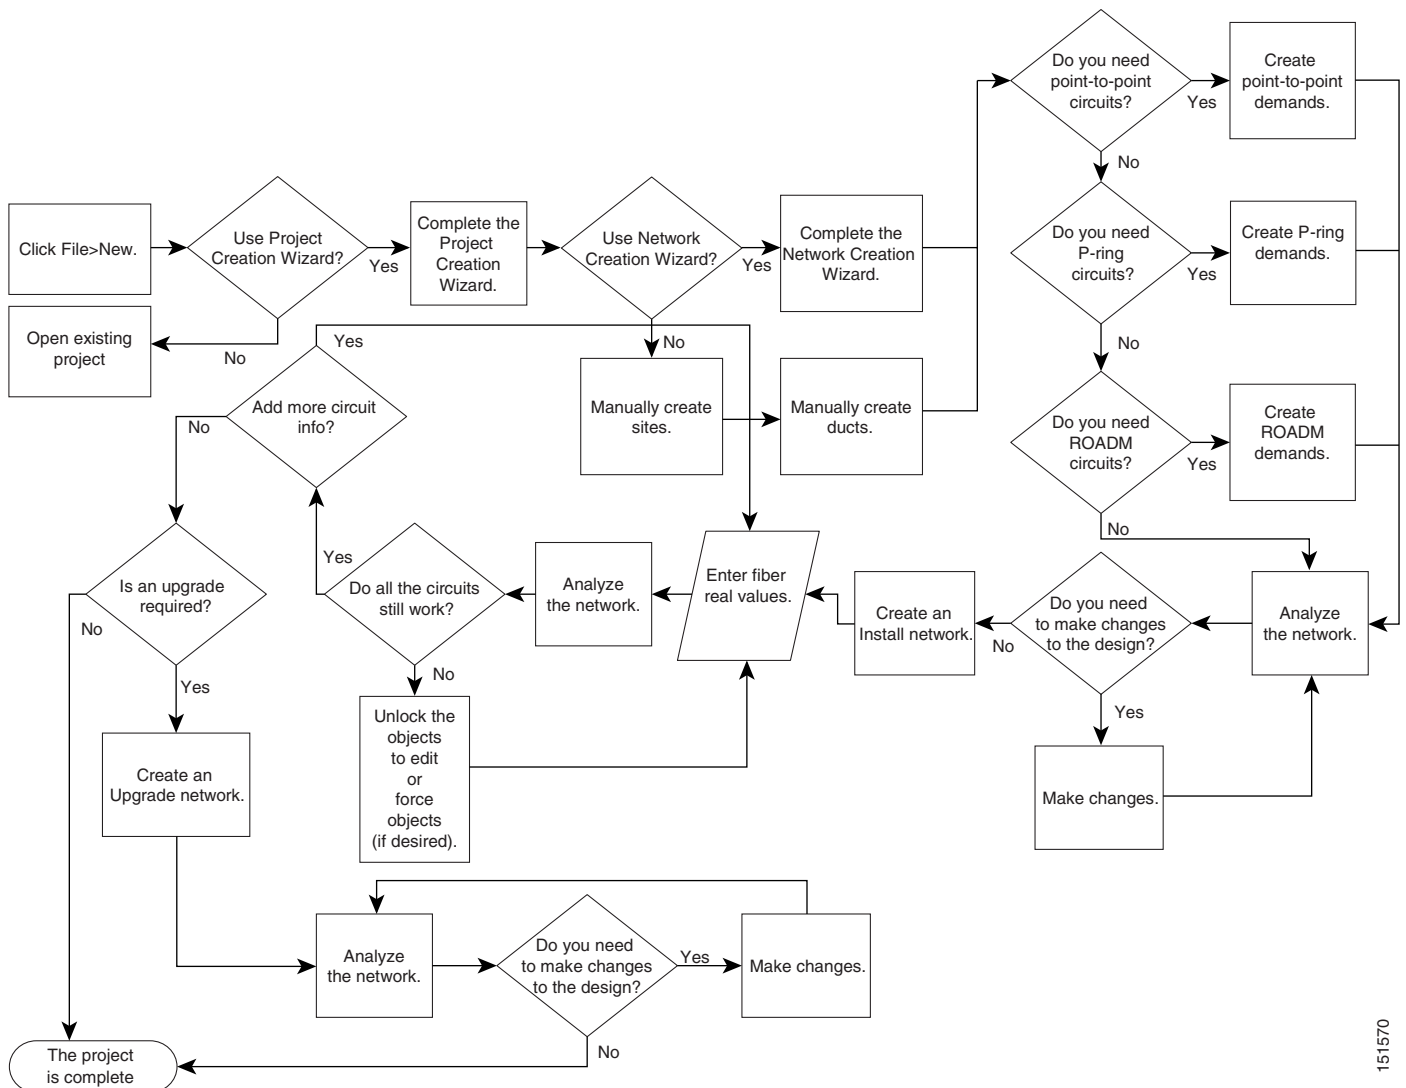 Do you need
point-to-point
circuits?
Yes
Create
point-to-point
demands.
No
Click File>New.
Use Project
Creation Wizard?
Yes
Complete the
Project
Creation
Wizard.
Use Network
Creation Wizard?
Yes
Complete the
Network Creation
Wizard.
Do you need
P-ring
circuits?
Yes
Create P-ring
demands.
No
Open existing
project
No
Yes
No
Add more circuit
info?
No
Manually create
sites.
Manually create
ducts.
Do you need
ROADM
circuits?
Yes
Create
ROADM
demands.
No
Is an upgrade
required?
No
Yes
Yes
Do all the circuits
still work?
No
Analyze
the network.
Enter fiber
real values.
Create an
Install network.
Do you need
to make changes
to the design?
No
Yes
Analyze
the network.
Create an
Upgrade network.
Unlock the
objects
to edit
or
force
objects
(if desired).
Make changes.
Analyze
the network.
Do you need
to make changes
to the design?
Yes
Make changes.
No
The project
is complete
151570